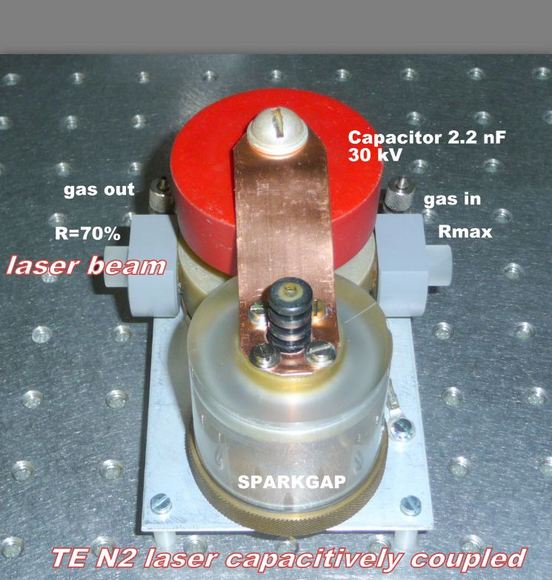 Capacitor 2.2 nF
30 kV
gas out
gas in
R=70%
Rmax
laser beam
SPARKGAP
TE N2 laser capacitively coupled